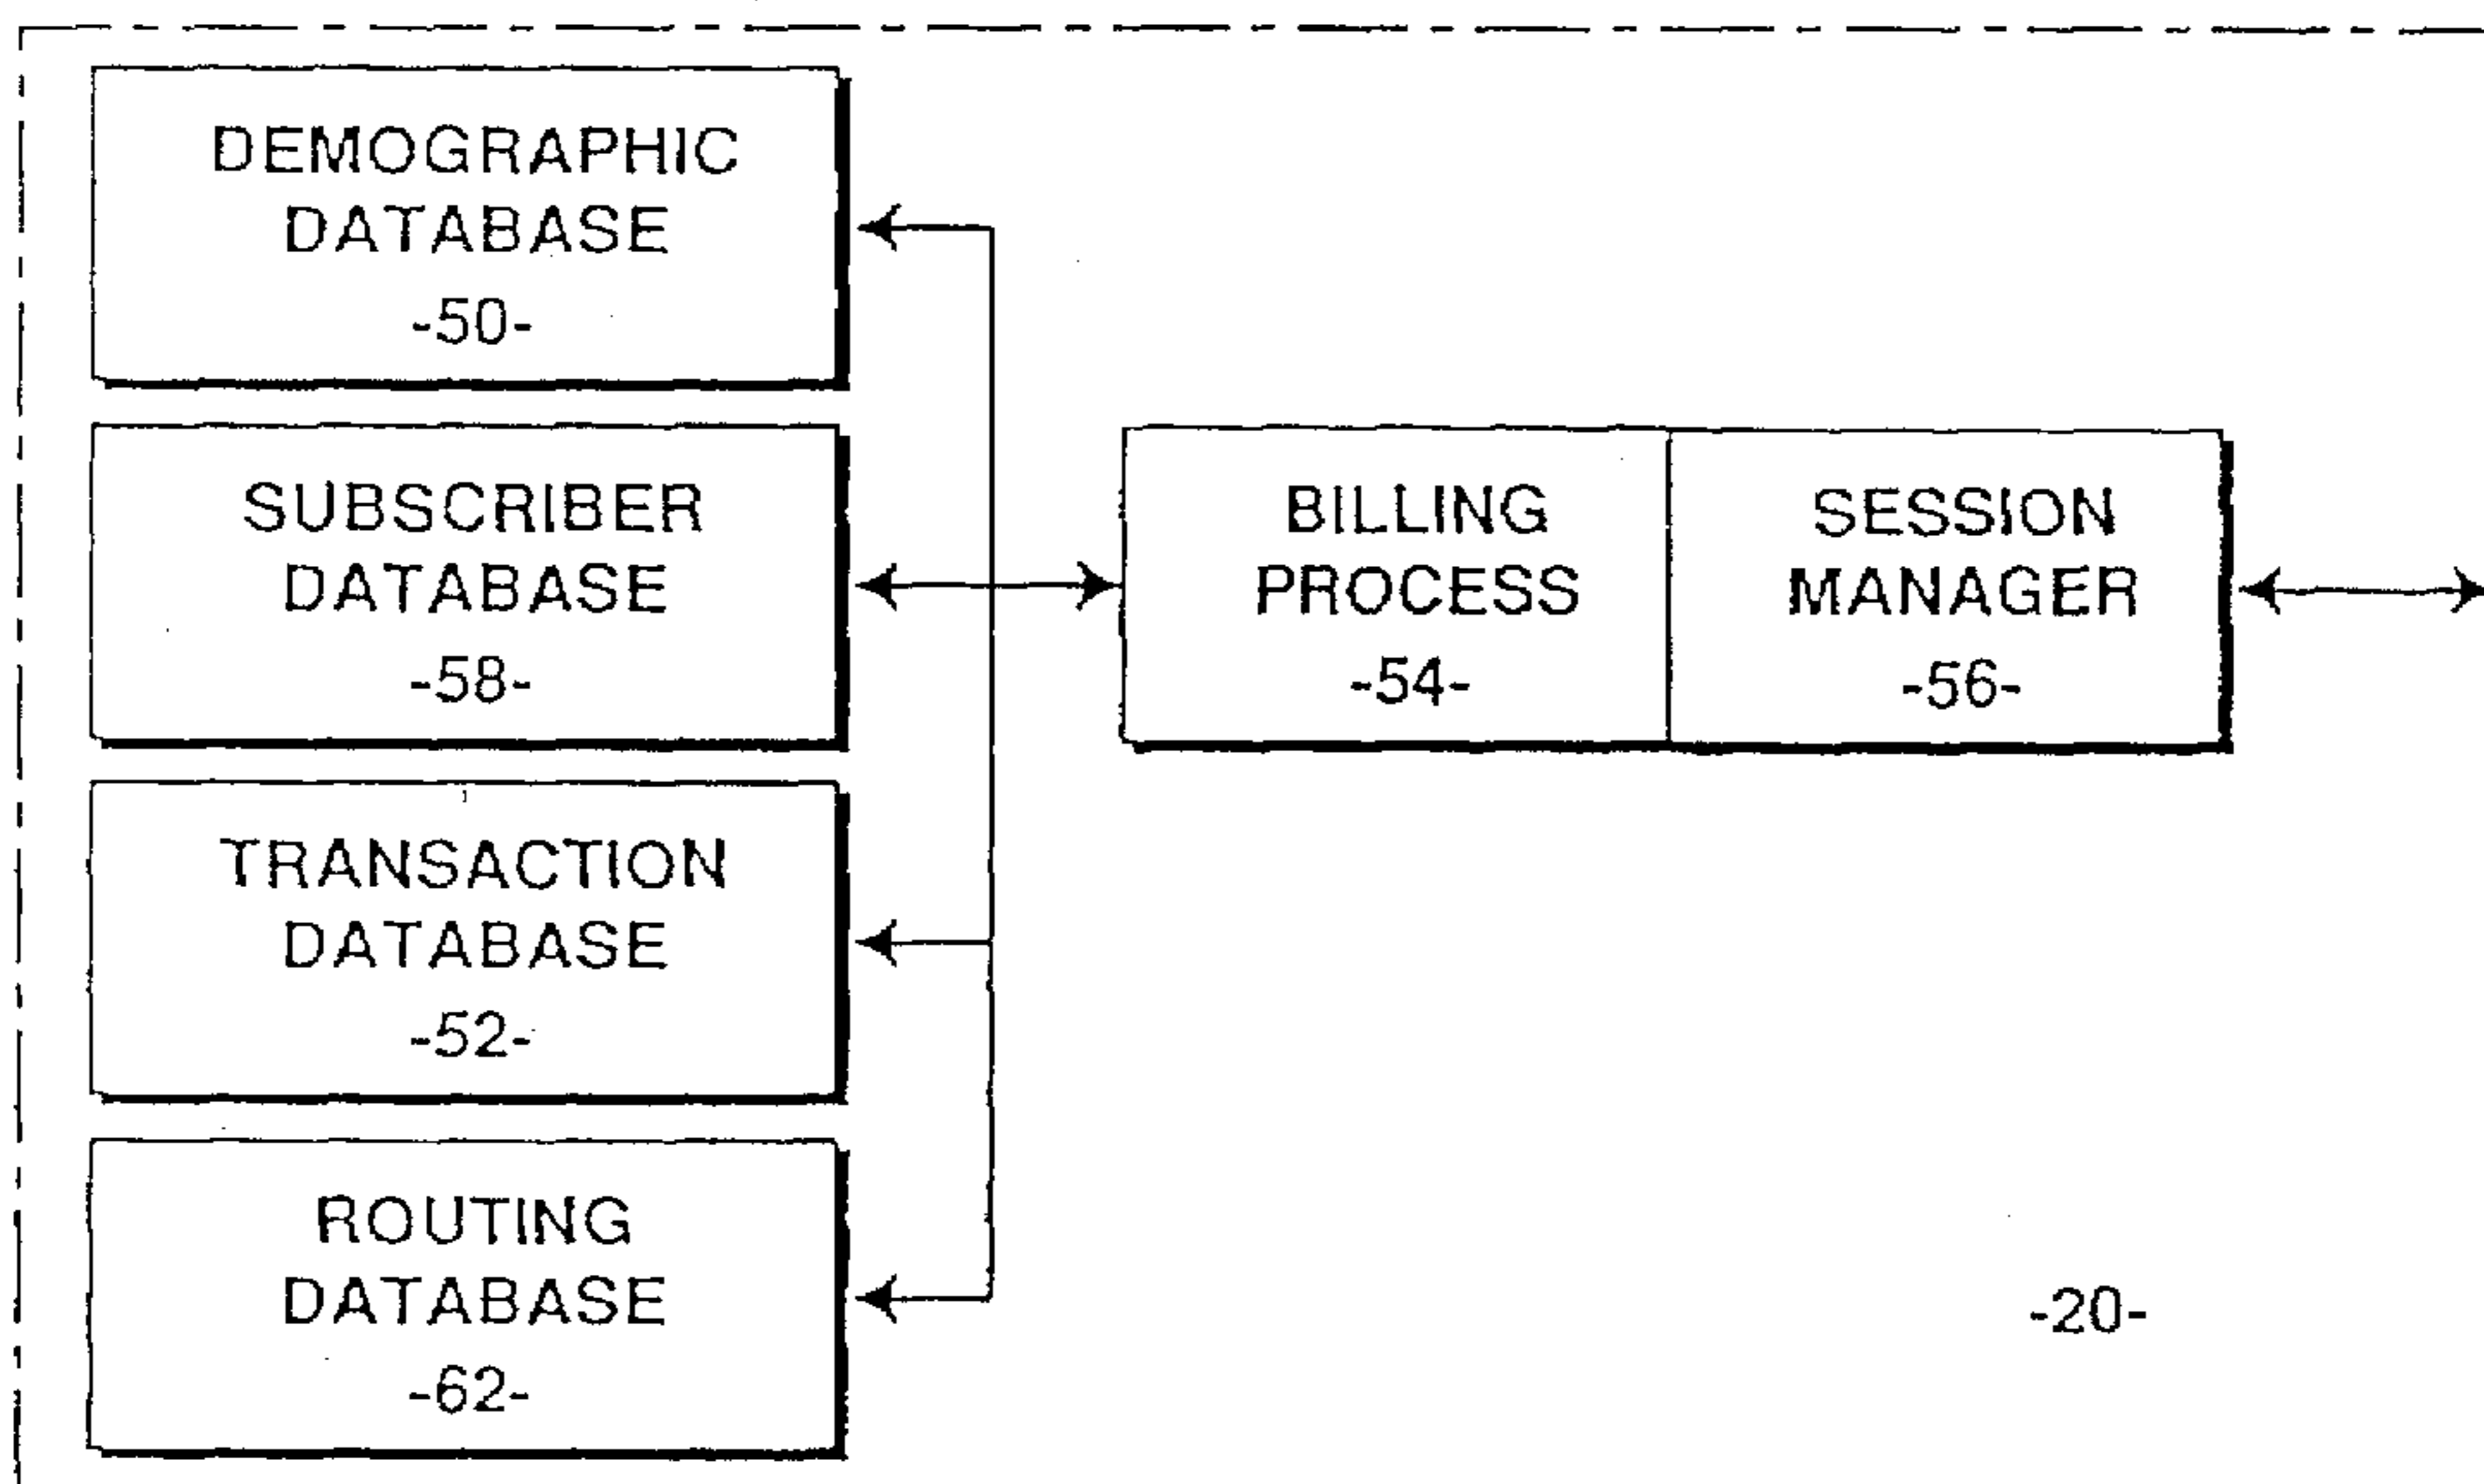 DEMOGRAPHIC
DATABASE
-50-
SUBSCRIBER
DATABASE
-58-
BILLING
PROCESS
-54-
SESSION
MANAGER
-56-
TRANSACTION
DATABASE
-52-
ROUTING
DATABASE
-62-
-20-